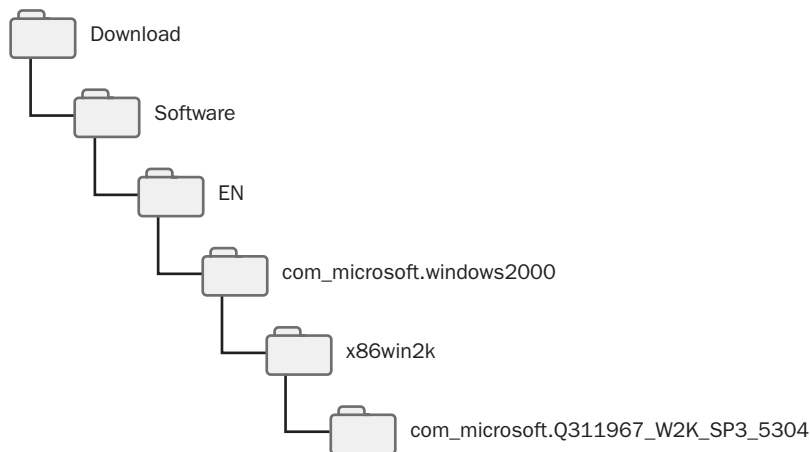 Download
Software
EN
com_microsoft.windows2000
x86win2k
com_microsoft.Q311967_W2K_SP3_5304